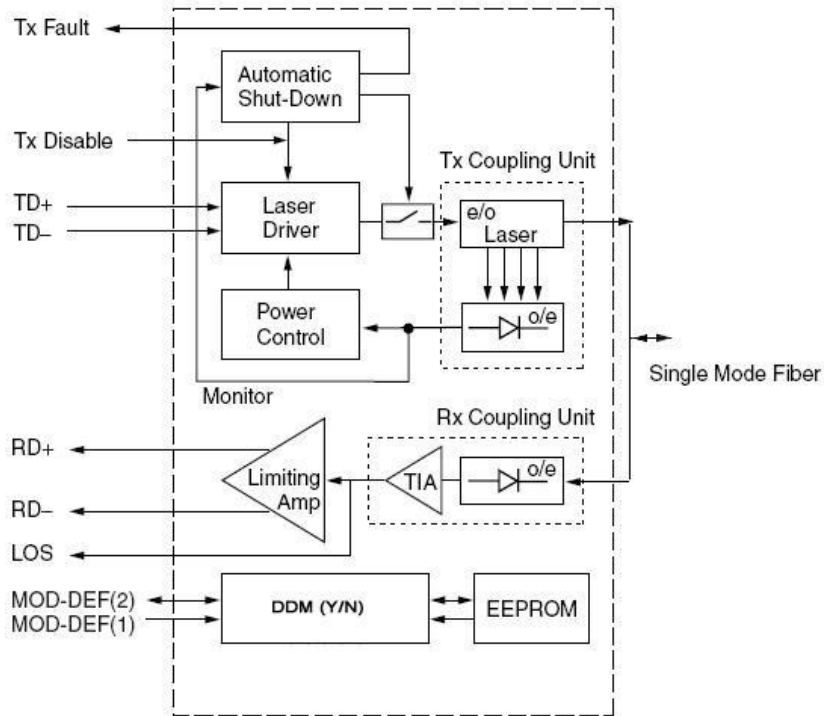 Tx Fault
Automatic
Shut-Down
Tx Disable
Tx Coupling Unit
TD+
TD–
Laser
Driver
e/o
Laser
Power
Control
o/e
Single Mode Fiber
Monitor
Rx Coupling Unit
RD+
RD–
Limiting
Amp
TIA
o/e
LOS
MOD-DEF(2)
MOD-DEF(1)
DDM (Y/N)
EEPROM